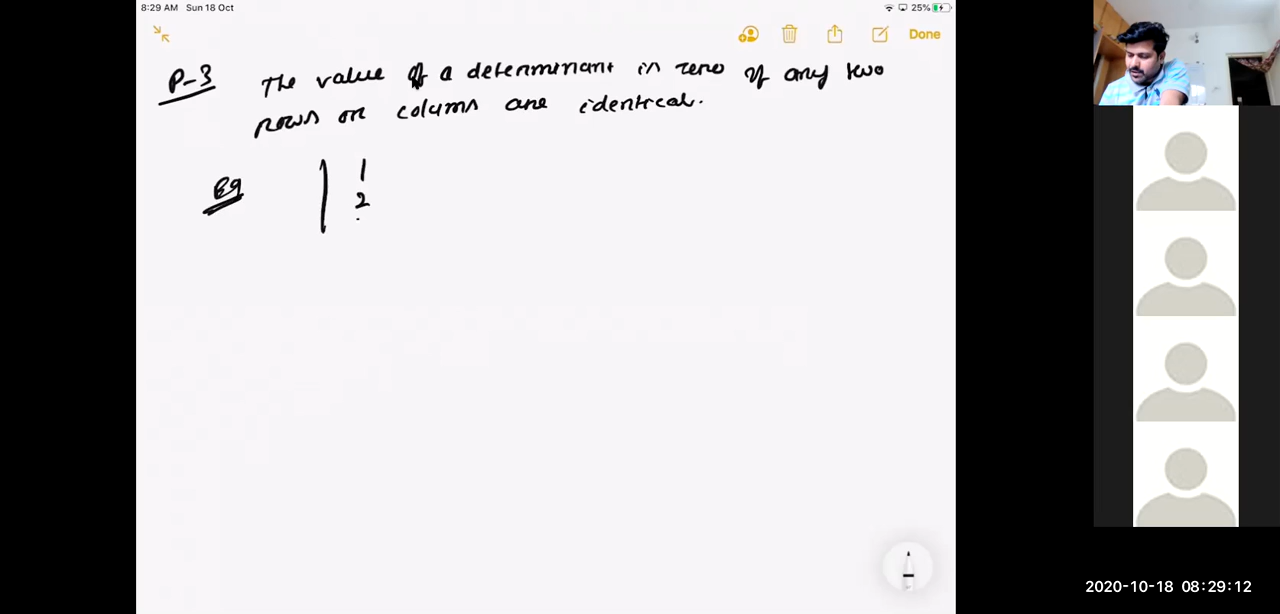 8:29 AM Sun 18 Oct
25%
Done
P-3 The value of a determinant is zero if any two
rows or column are identical.
Eg
1
2
2020-10-18 08:29:12